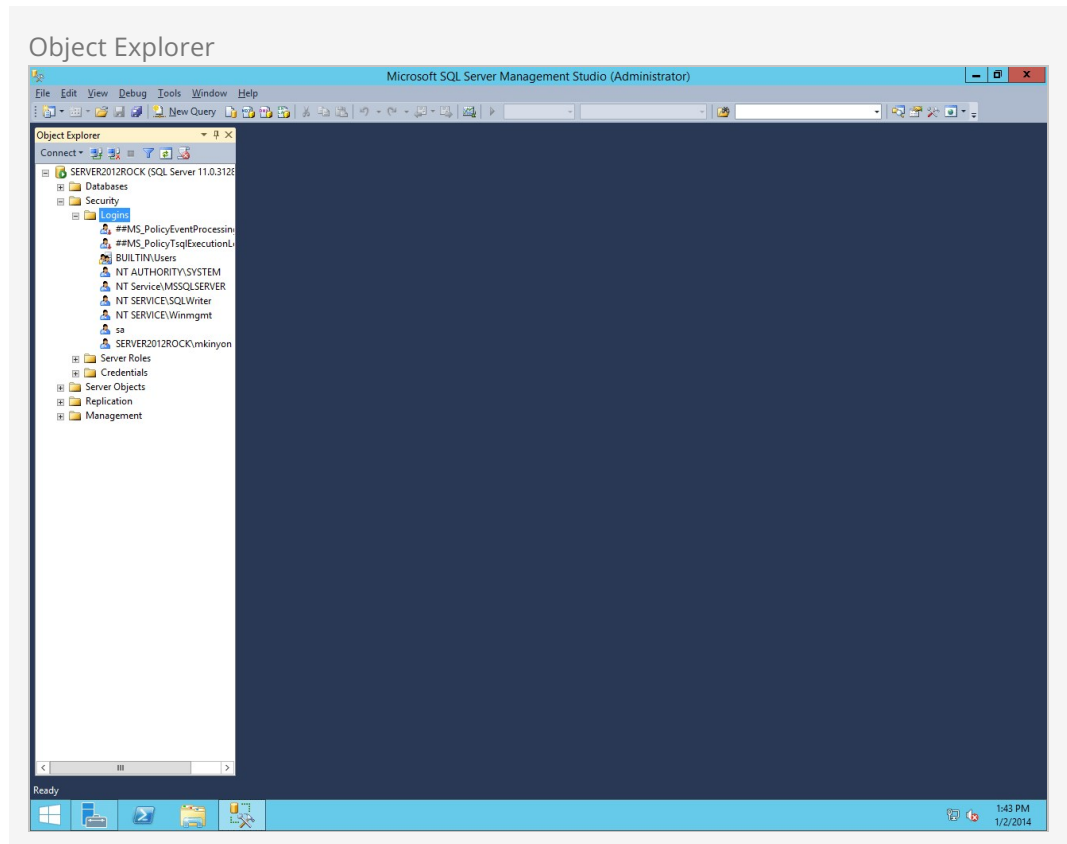 Object Explorer
Microsoft SQL Server Management Studio (Administrator)
File Edit View Debug Tools Window Help
New Query
Object Explorer
Connect
SERVER2012ROCK (SQL Server 11.0.3128
Databases
Security
Logins
##MS_PolicyEventProcessing
##MS_PolicyTsqlExecutionL
BUILTIN\Users
NT AUTHORITY\SYSTEM
NT Service\MSSQLSERVER
NT SERVICE\SQLWriter
NT SERVICE\Winmgmt
sa
SERVER2012ROCK\mkinyon
Server Roles
Credentials
Server Objects
Replication
Management
Ready
1:43 PM
1/2/2014